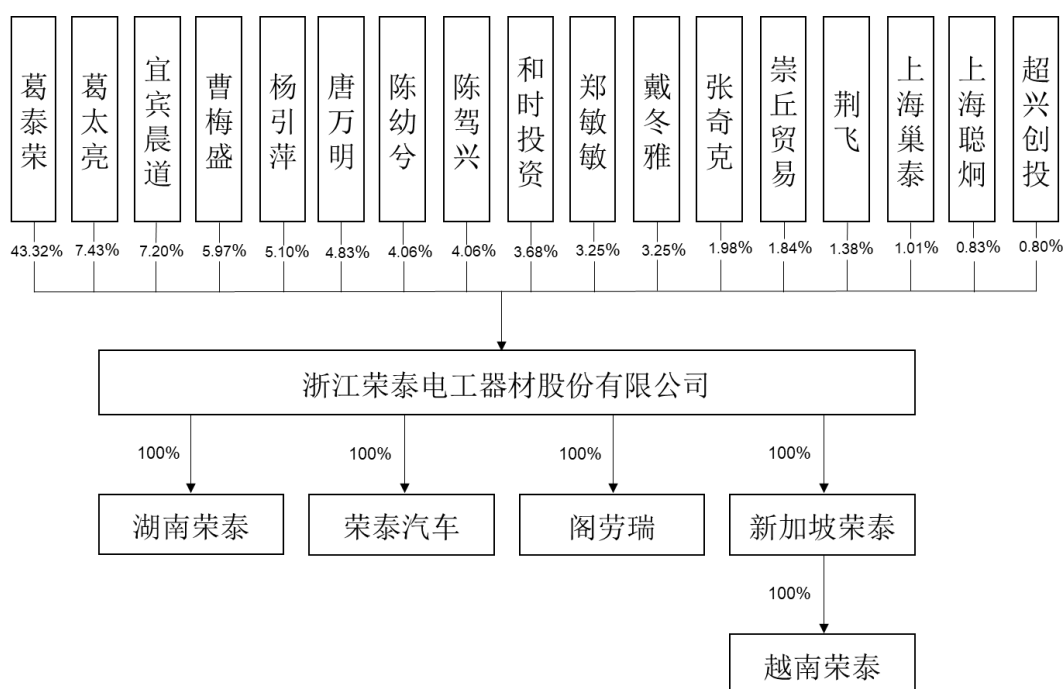 葛泰荣
葛太亮
宜宾晨道
曹梅盛
杨引萍
唐万明
陈幼兮
陈驾兴
和时投资
郑敏敏
戴冬雅
张奇克
崇丘贸易
荆飞
上海巢泰
上海聪炯
超兴创投
43.32%
7.43%
7.20%
5.97%
5.10%
4.83%
4.06%
4.06%
3.68%
3.25%
3.25%
1.98%
1.84%
1.38%
1.01%
0.83%
0.80%
浙江荣泰电工器材股份有限公司
100%
100%
100%
100%
湖南荣泰
荣泰汽车
阁劳瑞
新加坡荣泰
100%
越南荣泰